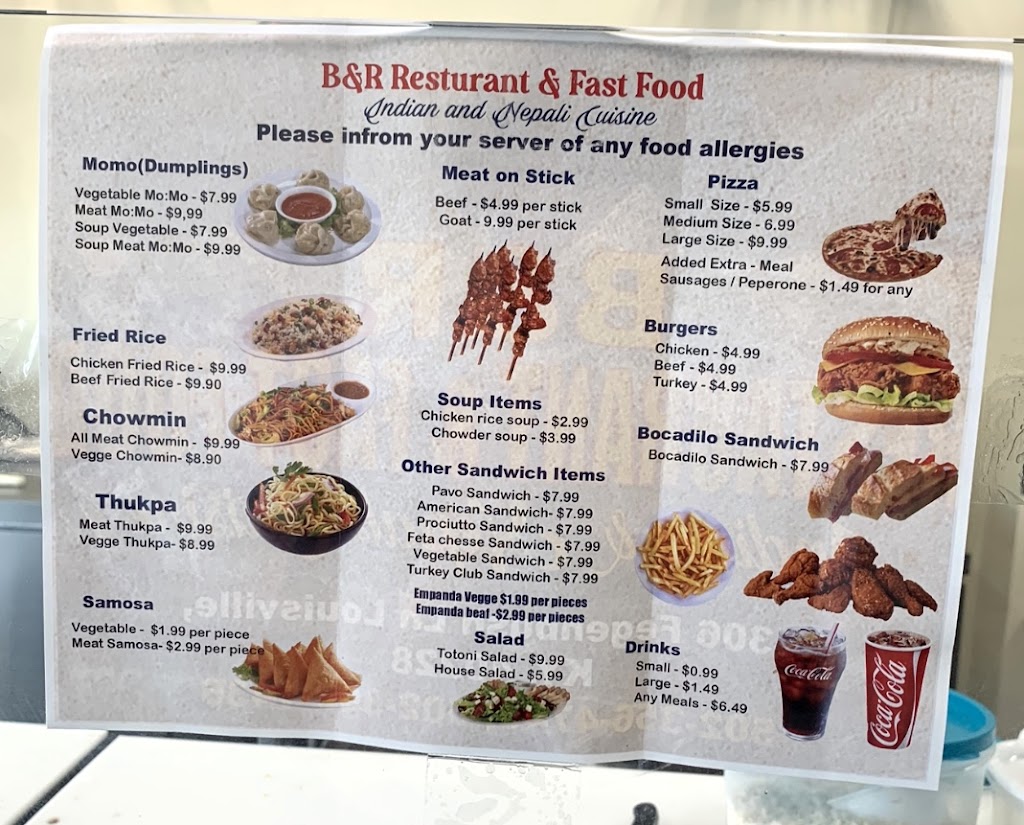 B&R Resturant & Fast Food
Indian and Nepali Cuisine
Please infrom your server of any food allergies
Momo(Dumplings)
Vegetable Mo:Mo - $7.99
Meat Mo:Mo - $9,99
Soup Vegetable - $7.99
Soup Meat Mo:Mo - $9.99
Fried Rice
Chicken Fried Rice - $9.99
Beef Fried Rice - $9.90
Chowmin
All Meat Chowmin - $9.99
Vegge Chowmin- $8.90
Thukpa
Meat Thukpa - $9.99
Vegge Thukpa- $8.99
Samosa
Vegetable - $1.99 per piece
Meat Samosa- $2.99 per piece
Meat on Stick
Beef - $4.99 per stick
Goat - 9.99 per stick
Soup Items
Chicken rice soup - $2.99
Chowder soup - $3.99
Other Sandwich Items
Pavo Sandwich - $7.99
American Sandwich- $7.99
Prociutto Sandwich - $7.99
Feta chesse Sandwich - $7.99
Vegetable Sandwich - $7.99
Turkey Club Sandwich - $7.99
Empanda Vegge $1.99 per pieces
Empanda beaf -$2.99 per pieces
Salad
Totoni Salad - $9.99
House Salad - $5.99
Pizza
Small Size - $5.99
Medium Size - 6.99
Large Size - $9.99
Added Extra - Meal
Sausages / Peperone - $1.49 for any
Burgers
Chicken - $4.99
Beef - $4.99
Turkey - $4.99
Bocadilo Sandwich
Bocadilo Sandwich - $7.99
Drinks
Small - $0.99
Large - $1.49
Any Meals - $6.49
Coca-Cola
Coca-Cola